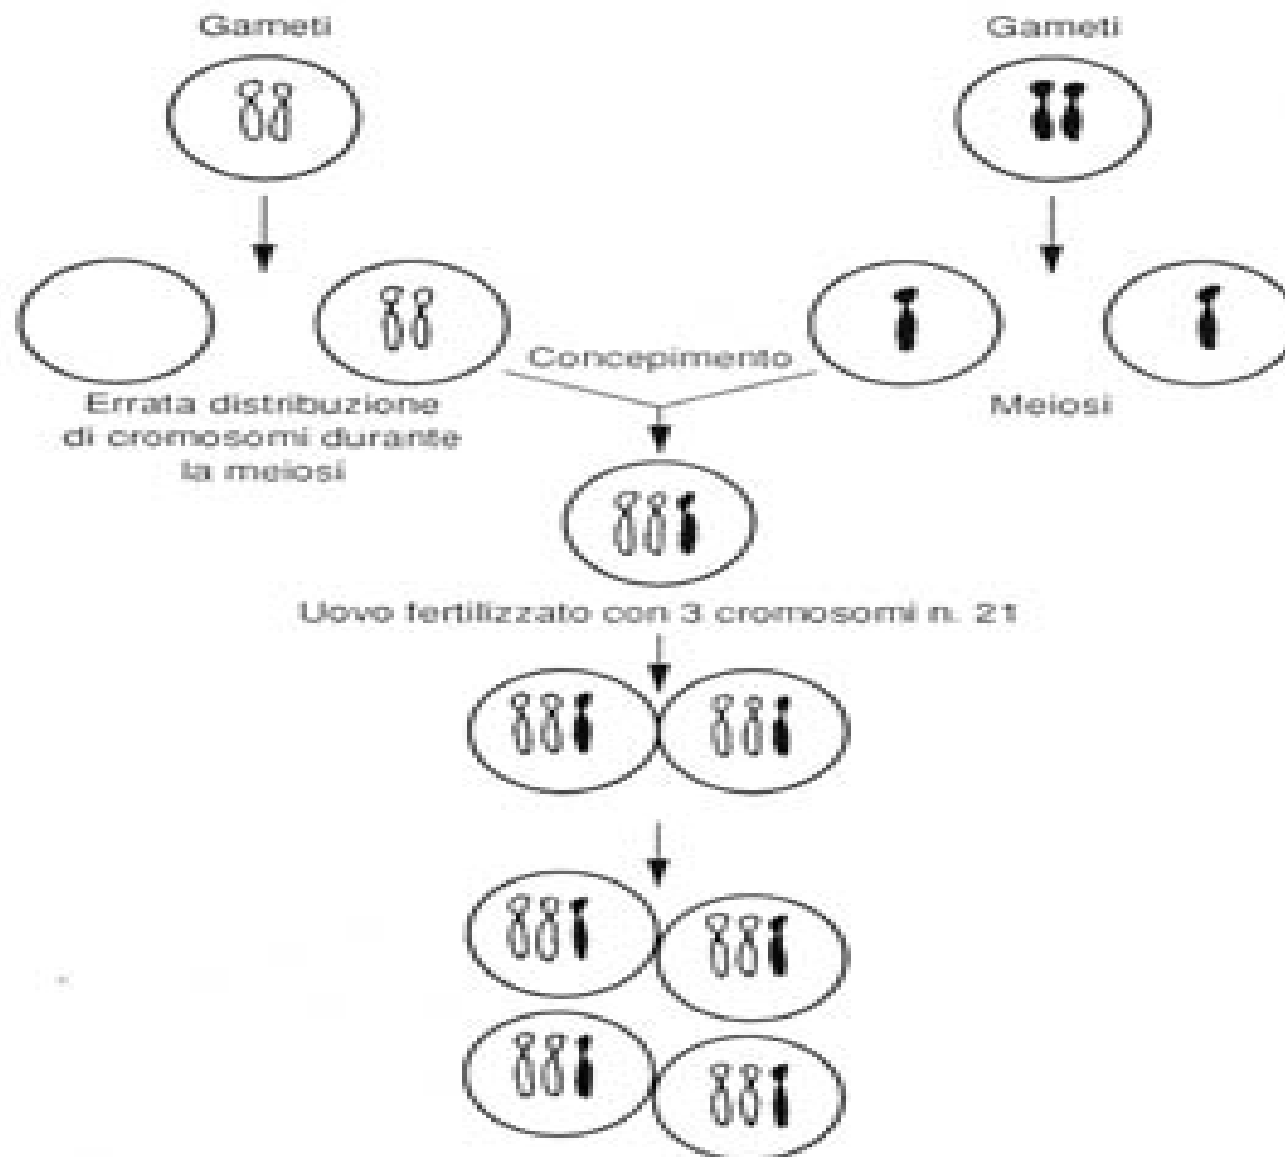 Gameti
Gameti
Concepimento
Errata distribuzione
di cromosomi durante
la meiosi
Meiosi
Uovo fertilizzato con 3 cromosomi n. 21